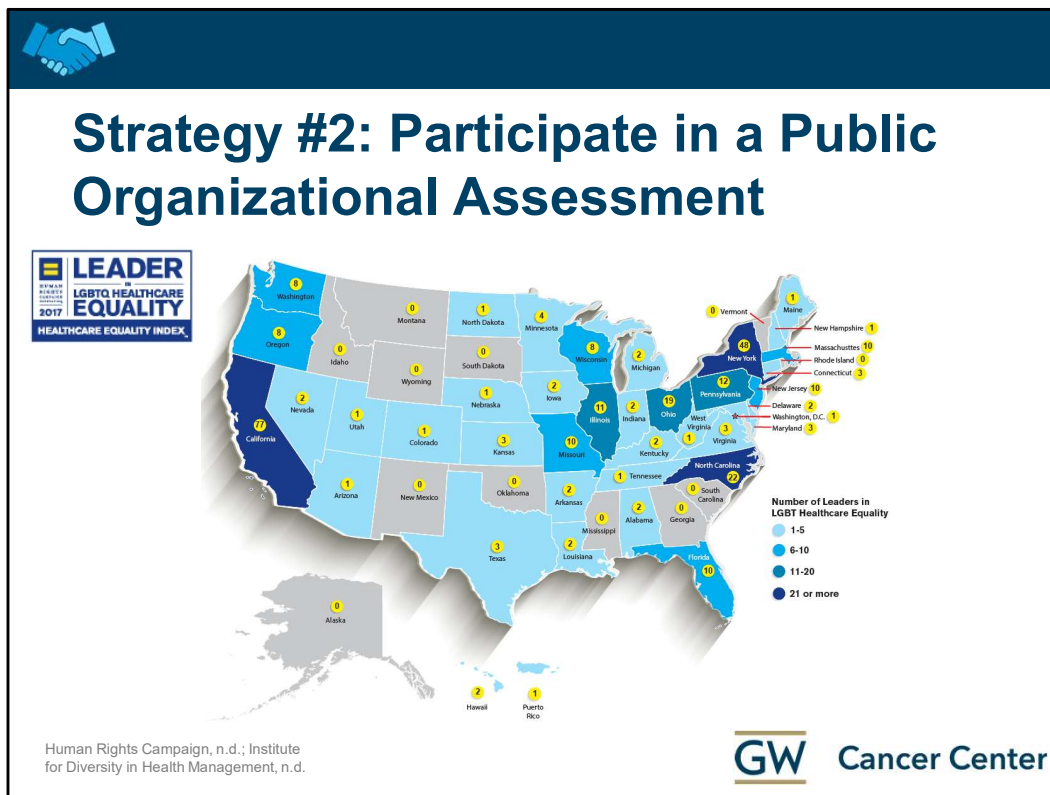 Strategy #2: Participate in a Public
Organizational Assessment
LEADER
IN
LGBTQ HEALTHCARE
EQUALITY
HUMAN
RIGHTS
CAMPAIGN
FOUNDATION
2017
HEALTHCARE EQUALITY INDEX
8
Washington
8
Oregon
77
California
2
Nevada
0
Idaho
0
Montana
0
Wyoming
1
Utah
1
Colorado
1
Arizona
0
New Mexico
1
North Dakota
0
South Dakota
1
Nebraska
3
Kansas
0
Oklahoma
3
Texas
4
Minnesota
2
Iowa
10
Missouri
2
Arkansas
2
Louisiana
8
Wisconsin
11
Illinois
2
Michigan
2
Indiana
19
Ohio
2
Kentucky
1 Tennessee
0
Mississippi
2
Alabama
0
Georgia
10
Florida
0
South
Carolina
North Carolina
22
3
Virginia
West
Virginia
1
12
Pennsylvania
48
New York
0 Vermont
1
Maine
New Hampshire 1
Massachusttes 10
Rhode Island 0
Connecticut 3
New Jersey 10
Delaware 2
Washington, D.C. 1
Maryland 3
0
Alaska
2
Hawaii
1
Puerto
Rico
Number of Leaders in
LGBT Healthcare Equality
1-5
6-10
11-20
21 or more
Human Rights Campaign, n.d.; Institute
for Diversity in Health Management, n.d.
GW Cancer Center